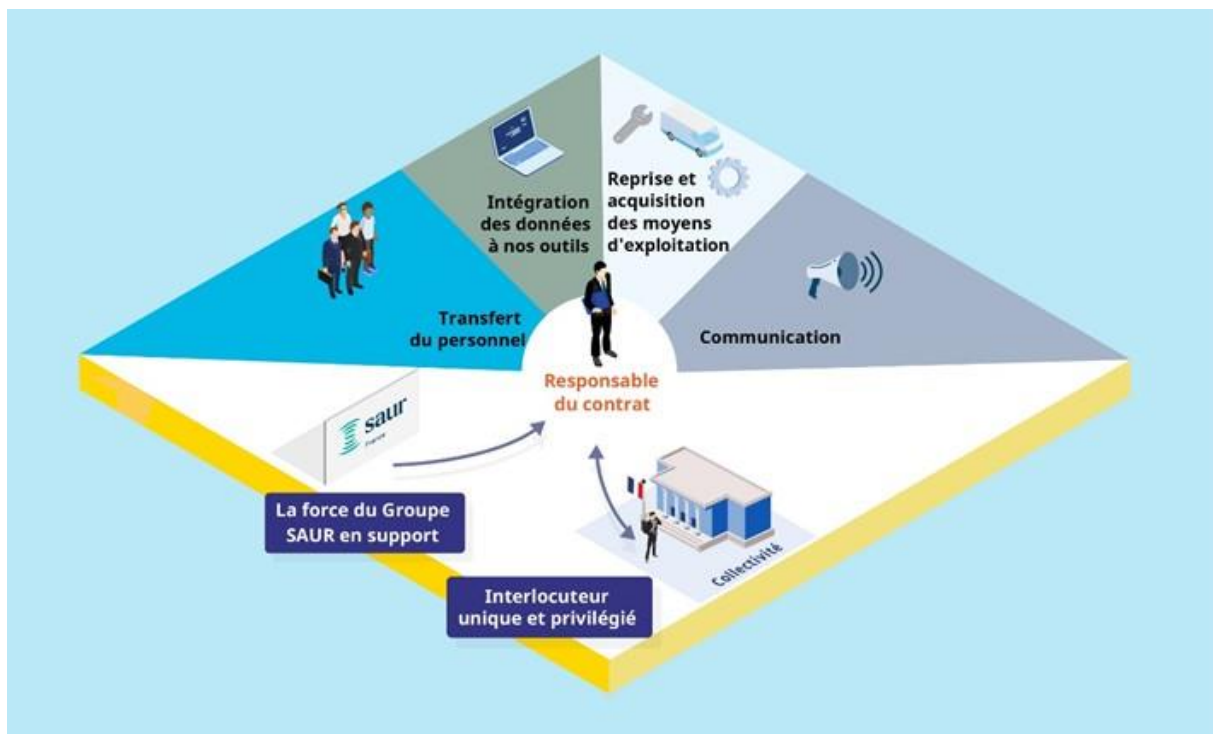 Intégration
des données
à nos outils
Reprise et
acquisition
des moyens
d'exploitation
Transfert
du personnel
Communication
Responsable
du contrat
saur
France
La force du Groupe
SAUR en support
Interlocuteur
unique et privilégié
Collectivité